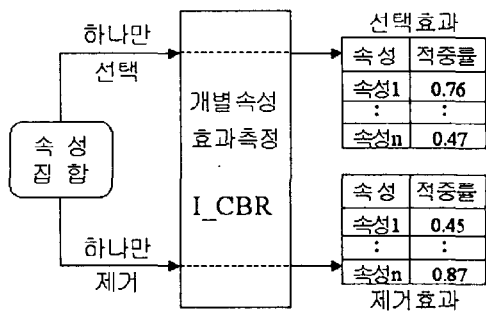 하나만
선택
속 성
집 합
하나만
제거
개별속성
효과측정
I_CBR
선택효과
속 성 적중률
속성1 0.76
: :
속성n 0.47
속 성 적중률
속성1 0.45
: :
속성n 0.87
제거효과